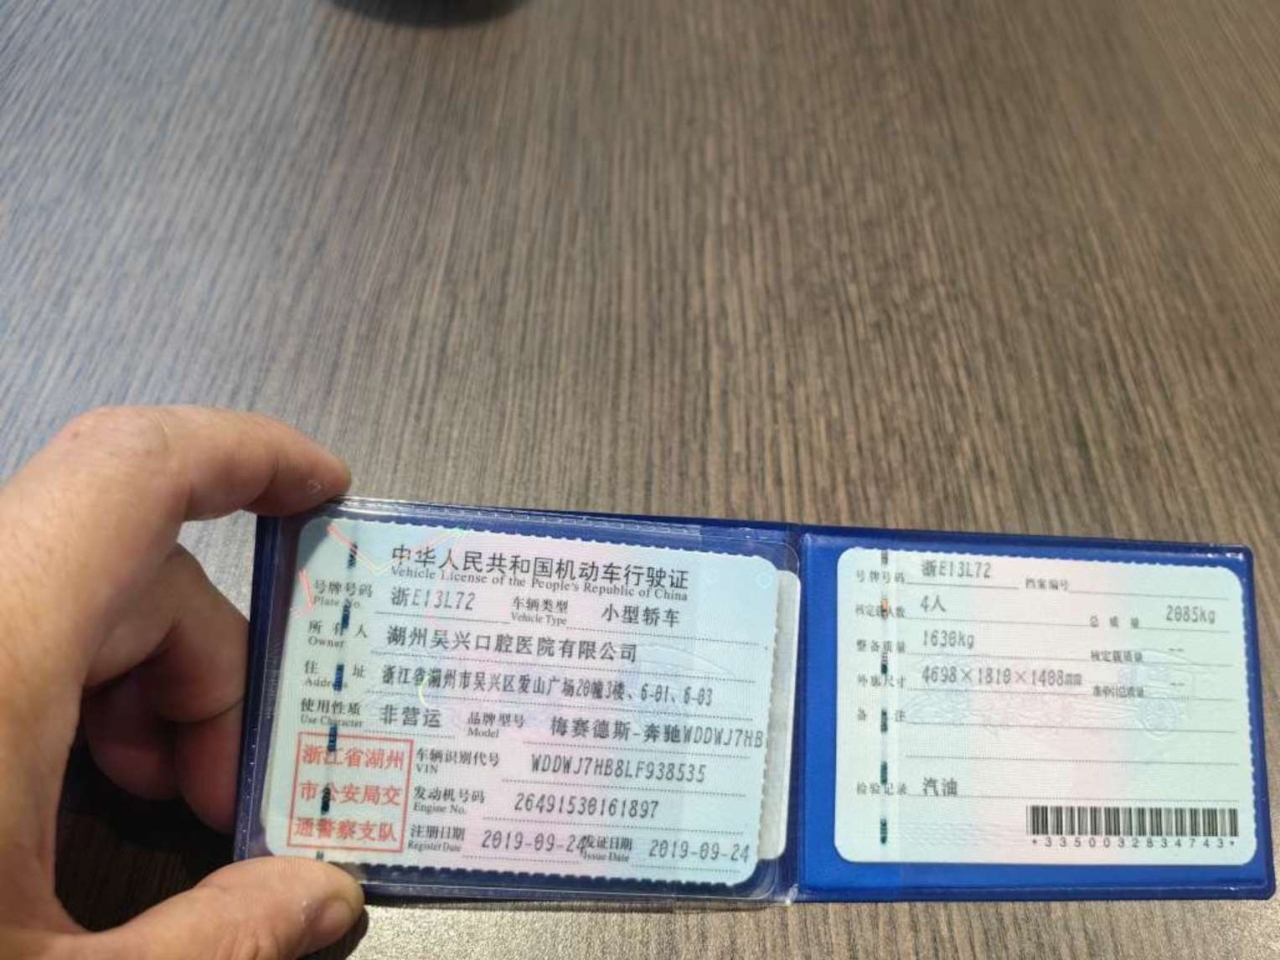 中华人民共和国机动车行驶证
Vehicle License of the People's Republic of China
号牌号码 浙E13L72 车辆类型 小型轿车
Plate No. Vehicle Type
所有人 湖州吴兴口腔医院有限公司
Owner
住址 浙江省湖州市吴兴区爱山广场20幢3楼、6-01、6-03
Address
使用性质 非营运 品牌型号 梅赛德斯-奔驰WDDWJ7HB
Use Character Model
浙江省湖州
市公安局交
通警察支队
车辆识别代号 WDDWJ7HB8LF938535
VIN
发动机号码 26491530161897
Engine No.
注册日期 2019-09-24 发证日期 2019-09-24
Register Date Issue Date
号牌号码 浙E13L72 档案编号
核定载人数 4人 总质量 2085kg
整备质量 1630kg 核定载质量 --
外廓尺寸 4698×1810×1408mm 准牵引总质量 --
备注
检验记录 汽油
*3350032834743*